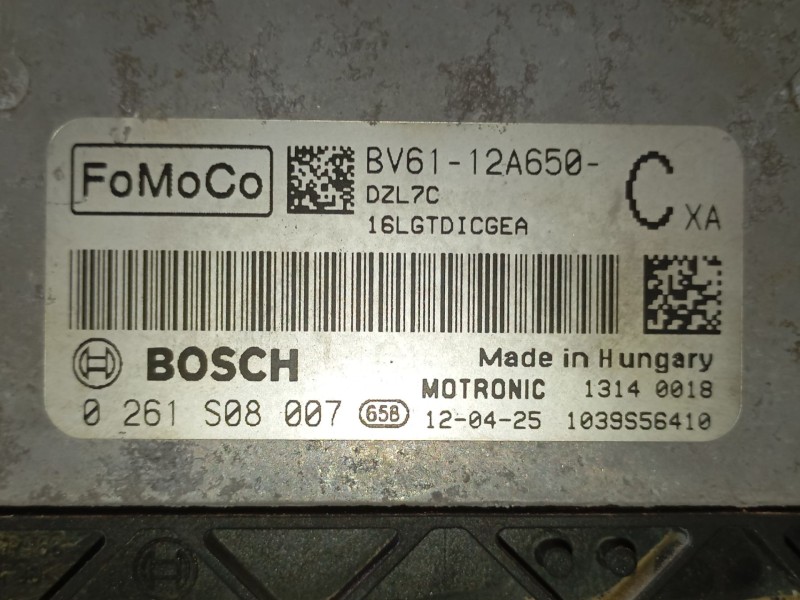 FoMoCo
BV61-12A650-
C XA
DZL7C
16LGTDICGEA
BOSCH
Made in Hungary
MOTRONIC 1314 0018
0 261 S08 007 65B 12-04-25 1039S56410